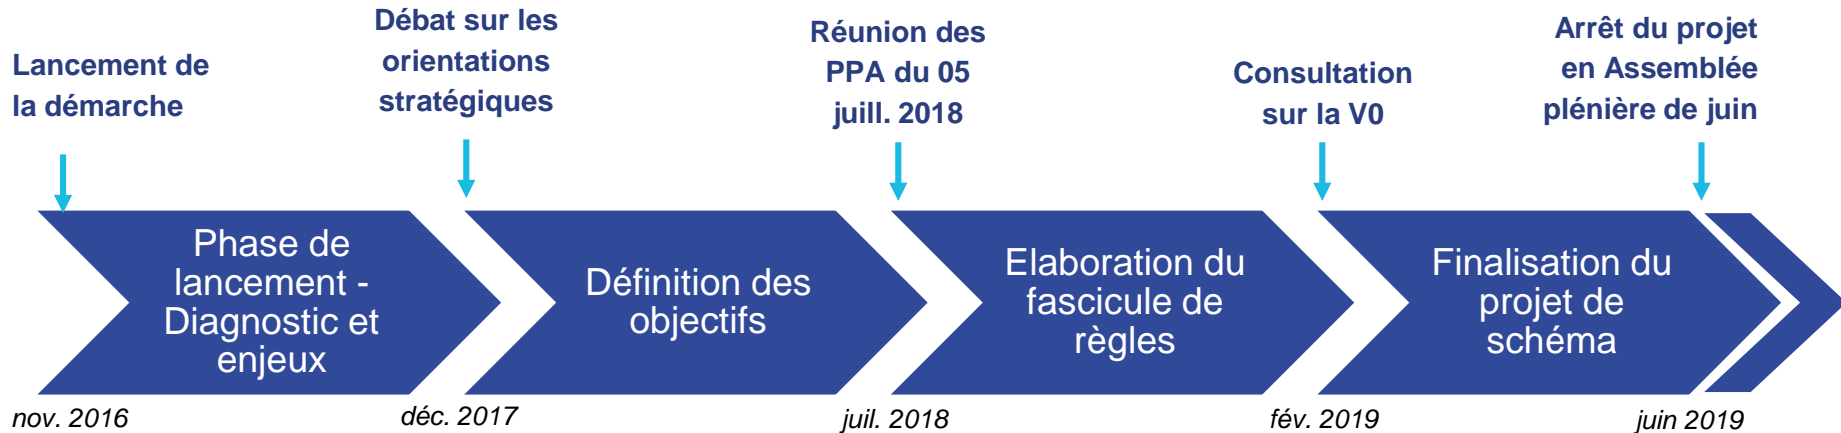 Lancement de
la démarche
Débat sur les
orientations
stratégiques
Réunion des
PPA du 05
juill. 2018
Consultation
sur la V0
Arrêt du projet
en Assemblée
plénière de juin
Phase de
lancement -
Diagnostic et
enjeux
Définition des
objectifs
Elaboration du
fascicule de
règles
Finalisation du
projet de
schéma
nov. 2016
déc. 2017
juil. 2018
fév. 2019
juin 2019